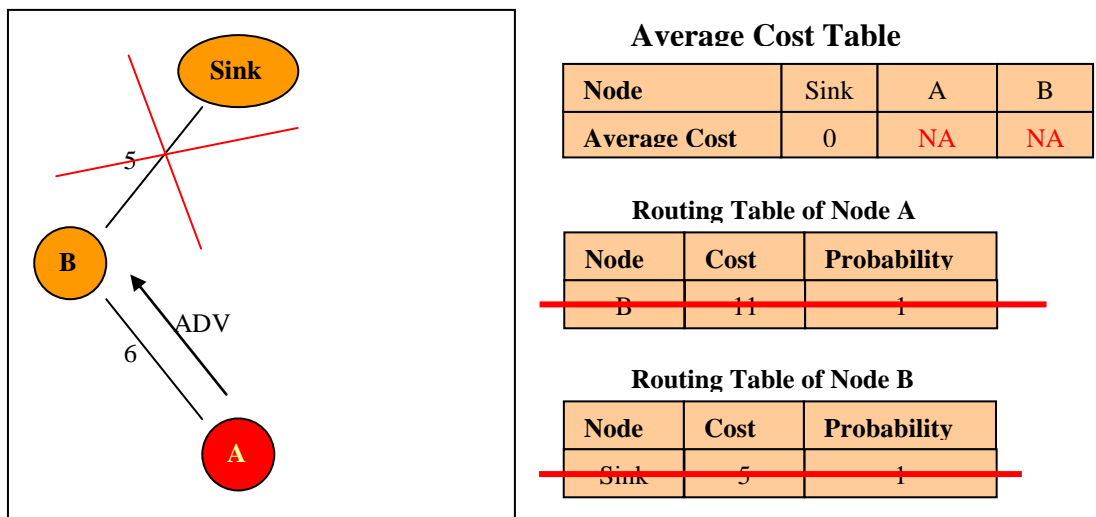 Sink
5
B
ADV
6
A
Average Cost Table
Node Sink A B
Average Cost 0 NA NA
Routing Table of Node A
Node Cost Probability
B 11 1
Routing Table of Node B
Node Cost Probability
Sink 5 1